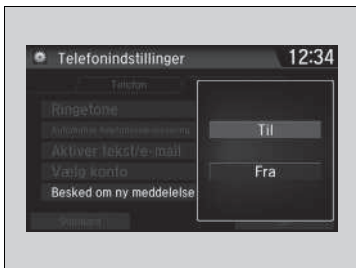 Telefonindstillinger
12:34
Telefon
Ringetone
Aktiver tekst/e-mail
Vælg konto
Besked om ny meddelelse
Til
Fra